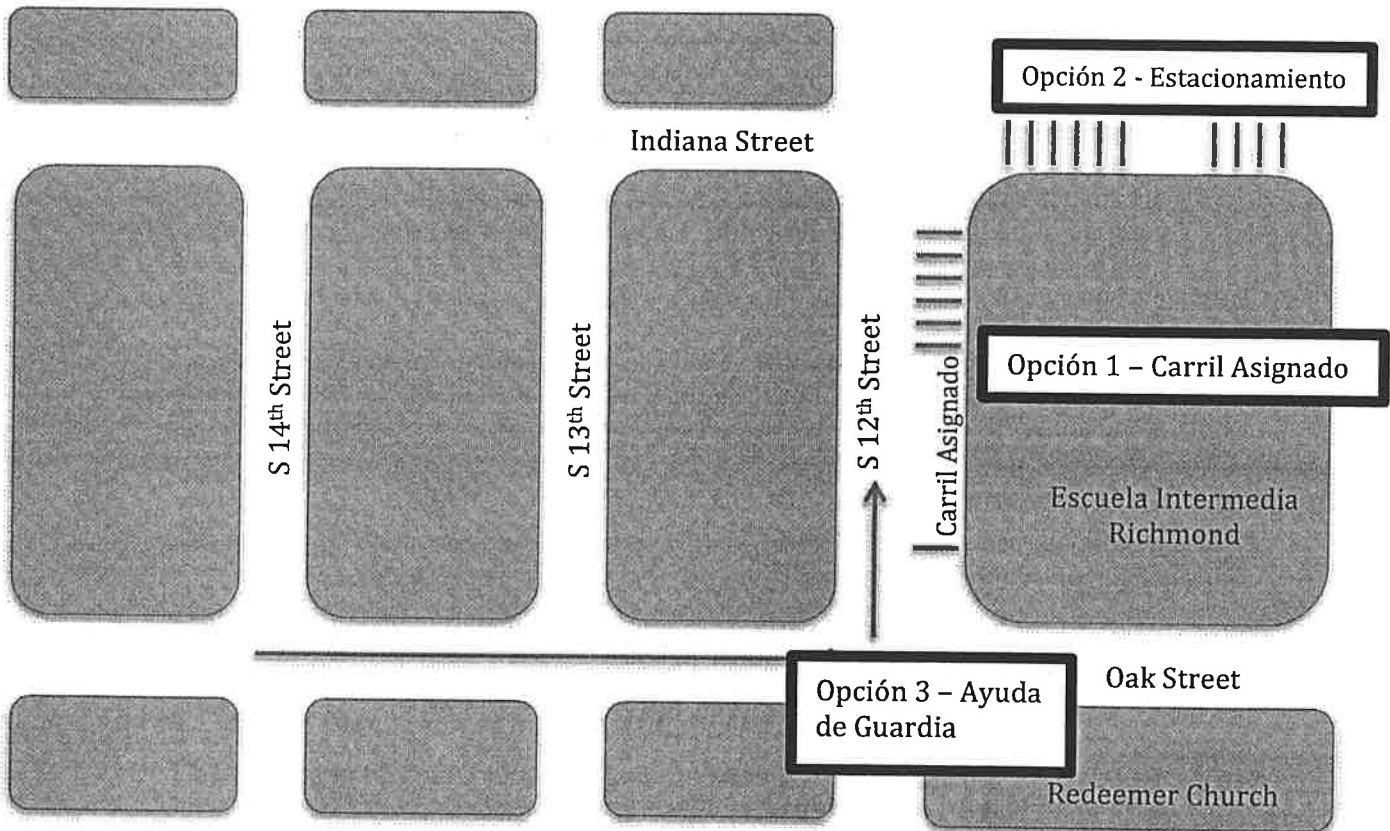 Opción 2 - Estacionamiento
Indiana Street
S 14th Street
S 13th Street
S 12th Street
Carril Asignado
Opción 1 – Carril Asignado
Escuela Intermedia
Richmond
Opción 3 – Ayuda
de Guardia
Oak Street
Redeemer Church